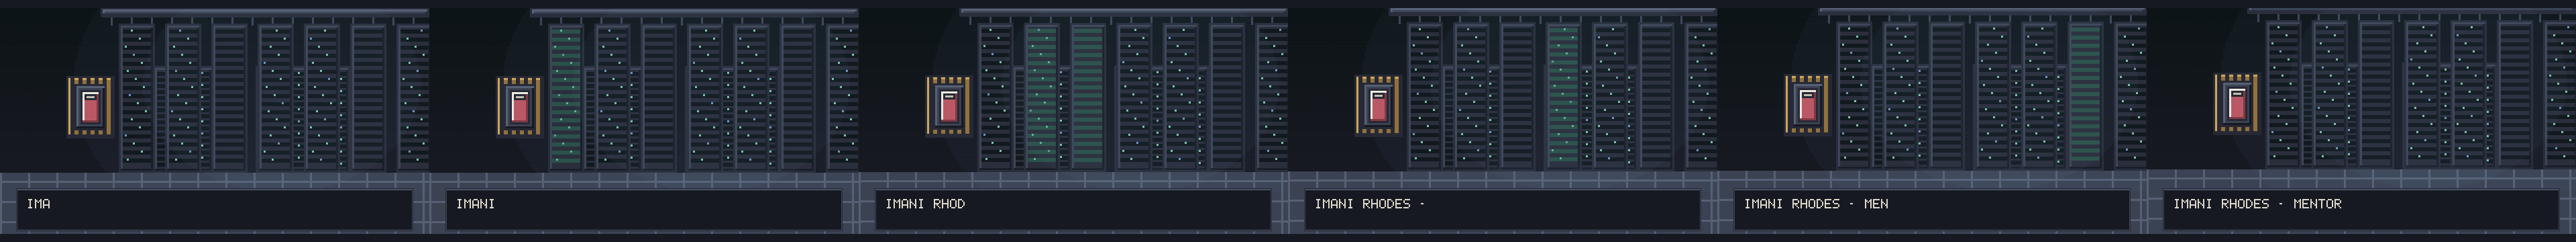 IMA
IMANI
IMANI RHOD
IMANI RHODES -
IMANI RHODES - MEN
IMANI RHODES - MENTOR